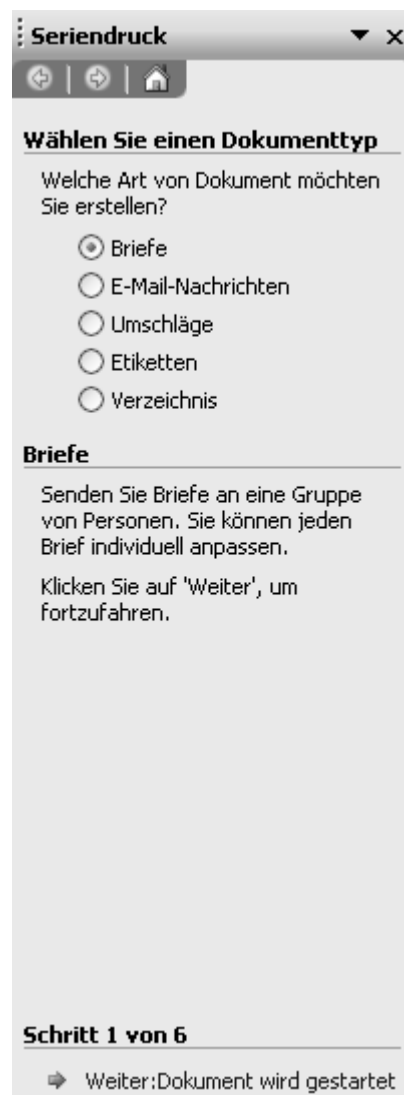 Seriendruck
Wählen Sie einen Dokumenttyp
Welche Art von Dokument möchten
Sie erstellen?
Briefe
E-Mail-Nachrichten
Umschläge
Etiketten
Verzeichnis
Briefe
Senden Sie Briefe an eine Gruppe
von Personen. Sie können jeden
Brief individuell anpassen.
Klicken Sie auf 'Weiter', um
fortzufahren.
Schritt 1 von 6
Weiter:Dokument wird gestartet